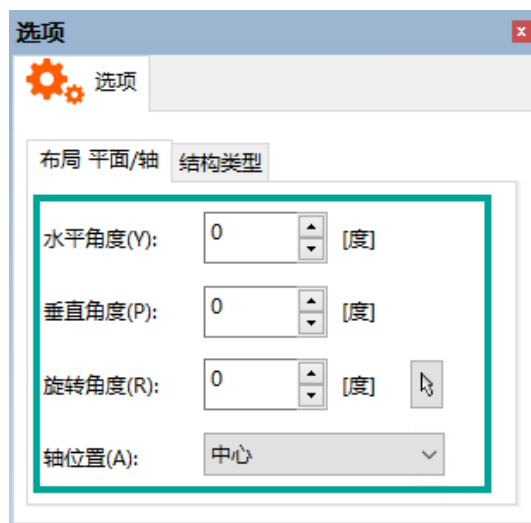 选项
选项
布局 平面/轴 结构类型
水平角度(Y): 0 [度]
垂直角度(P): 0 [度]
旋转角度(R): 0 [度]
轴位置(A): 中心